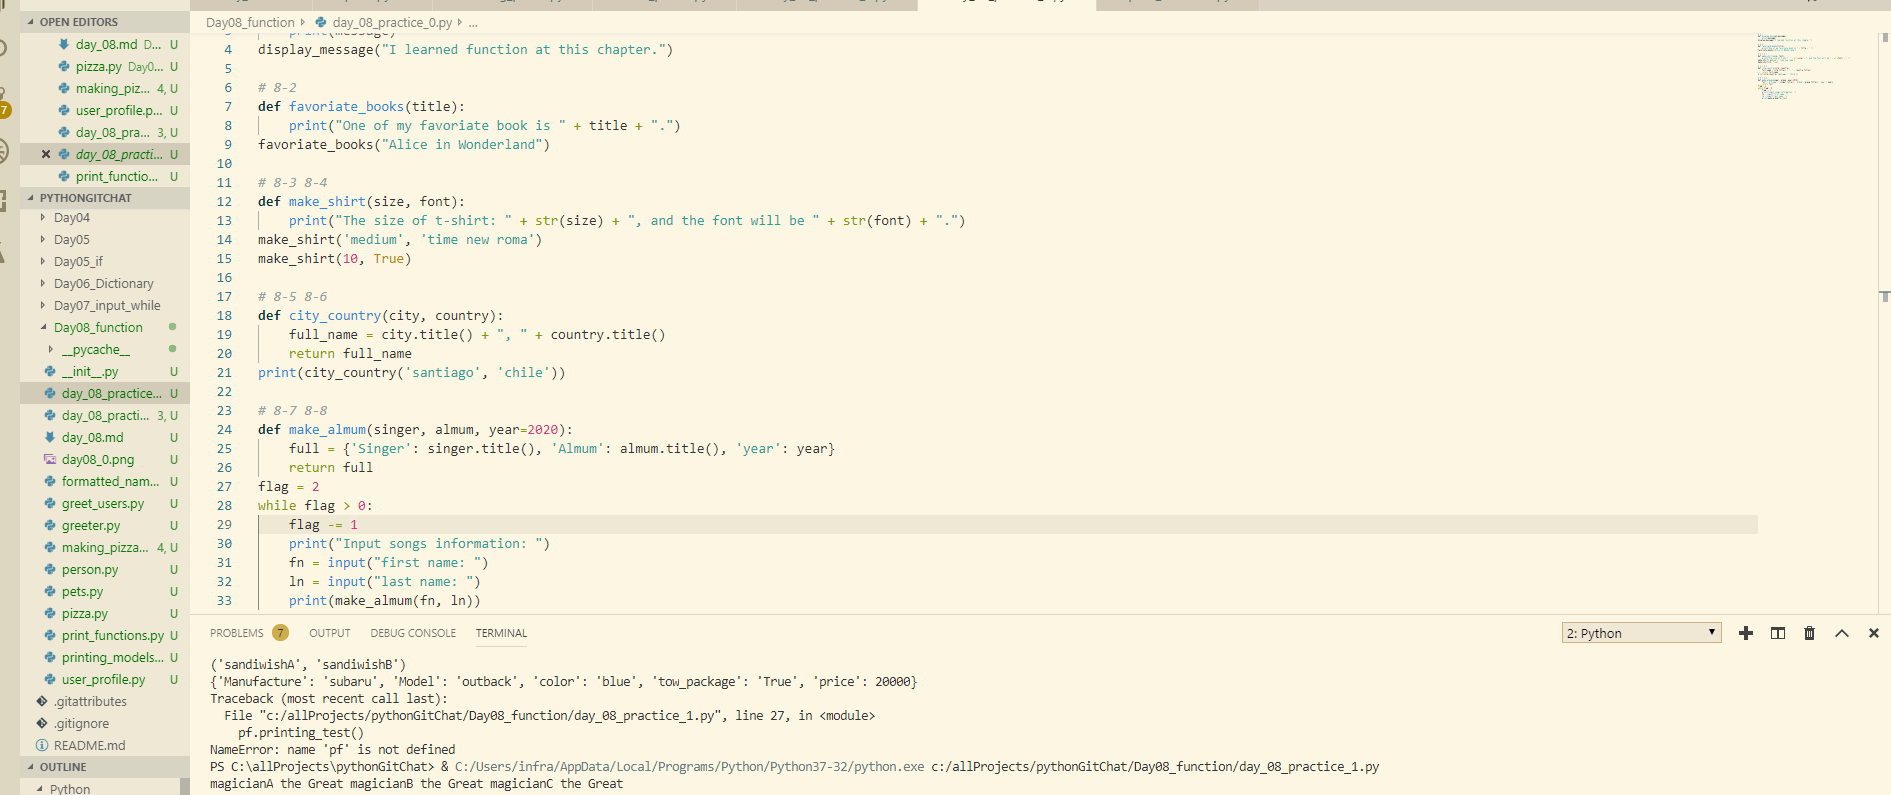 OPEN EDITORS
day_08.md D... U
pizza.py Day0... U
making_piz... 4, U
user_profile.p... U
day_08_pra... 3, U
day_08_practi... U
print_functio... U
PYTHONGITCHAT
Day04
Day05
Day05_if
Day06_Dictionary
Day07_input_while
Day08_function
__pycache__
__init__.py U
day_08_practice... U
day_08_practi... 3, U
day_08.md U
day08_0.png U
formatted_nam... U
greet_users.py U
greeter.py U
making_pizza... 4, U
person.py U
pets.py U
pizza.py U
print_functions.py U
printing_models... U
user_profile.py U
.gitattributes
.gitignore
README.md
OUTLINE
Python
7
Day08_function day_08_practice_0.py ...
print(message)
4 display_message("I learned function at this chapter.")
5
6 # 8-2
7 def favoriate_books(title):
8 print("One of my favoriate book is " + title + ".")
9 favoriate_books("Alice in Wonderland")
10
11 # 8-3 8-4
12 def make_shirt(size, font):
13 print("The size of t-shirt: " + str(size) + ", and the font will be " + str(font) + ".")
14 make_shirt('medium', 'time new roma')
15 make_shirt(10, True)
16
17 # 8-5 8-6
18 def city_country(city, country):
19 full_name = city.title() + ", " + country.title()
20 return full_name
21 print(city_country('santiago', 'chile'))
22
23 # 8-7 8-8
24 def make_almum(singer, almum, year=2020):
25 full = {'Singer': singer.title(), 'Almum': almum.title(), 'year': year}
26 return full
27 flag = 2
28 while flag > 0:
29 flag -= 1
30 print("Input songs information: ")
31 fn = input("first name: ")
32 ln = input("last name: ")
33 print(make_almum(fn, ln))
PROBLEMS 7 OUTPUT DEBUG CONSOLE TERMINAL 2: Python
('sandiwishA', 'sandiwishB')
{'Manufacture': 'subaru', 'Model': 'outback', 'color': 'blue', 'tow_package': 'True', 'price': 20000}
Traceback (most recent call last):
File "c:/allProjects/pythonGitChat/Day08_function/day_08_practice_1.py", line 27, in <module>
pf.printing_test()
NameError: name 'pf' is not defined
PS C:\allProjects\pythonGitChat> & C:/Users/infra/AppData/Local/Programs/Python/Python37-32/python.exe c:/allProjects/pythonGitChat/Day08_function/day_08_practice_1.py
magicianA the Great magicianB the Great magicianC the Great